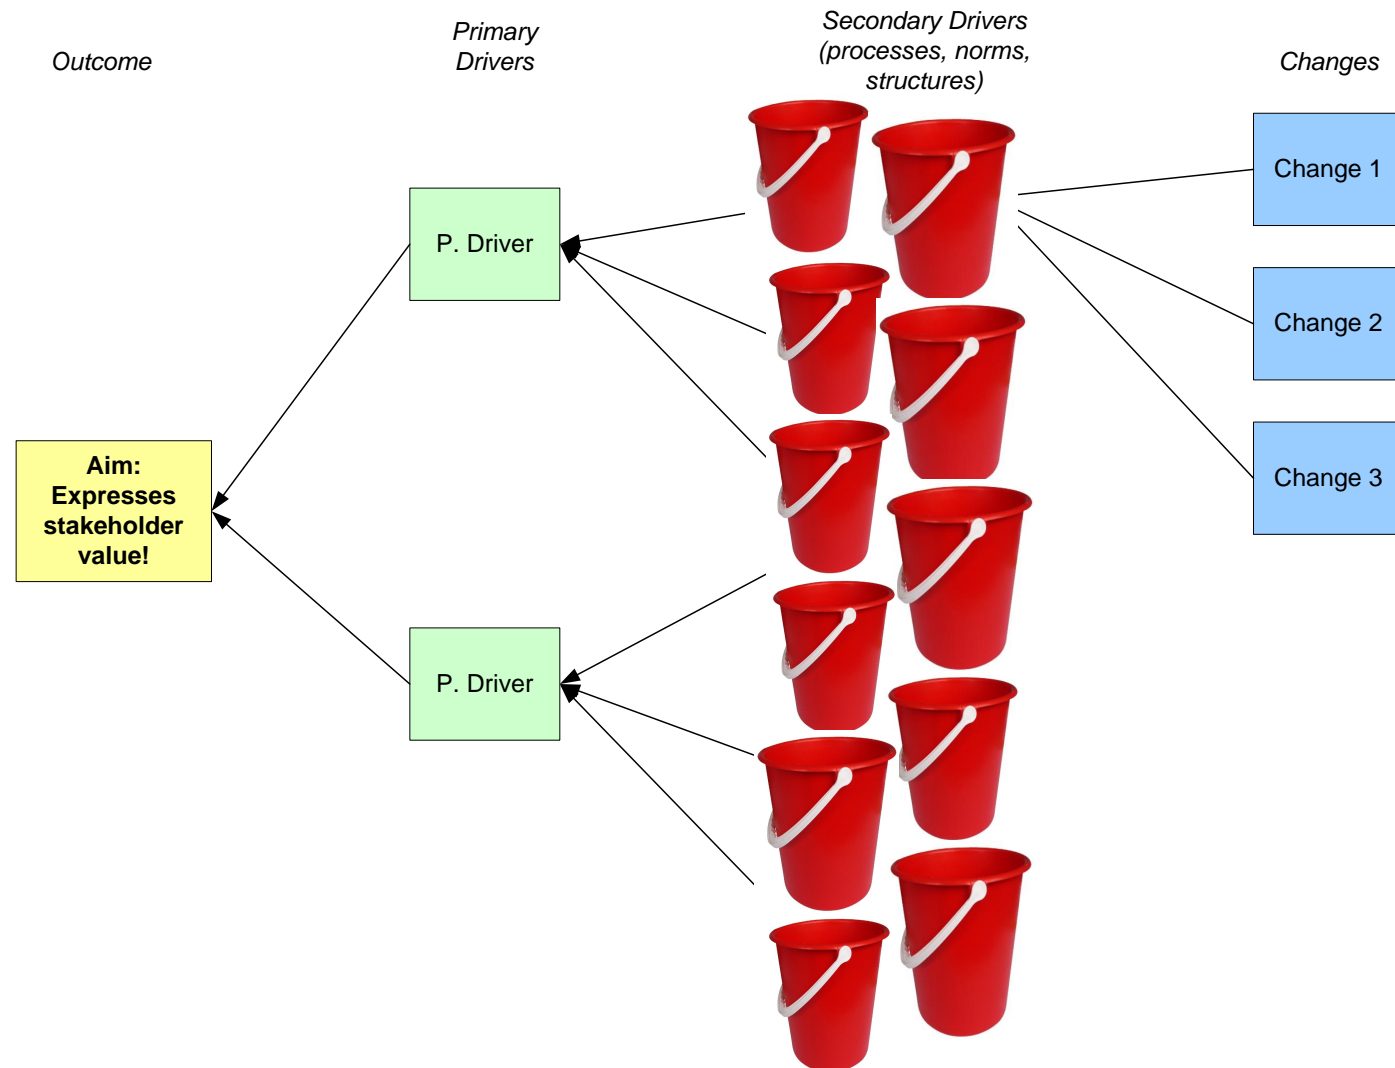 Outcome
Primary
Drivers
Secondary Drivers
(processes, norms,
structures)
Changes
P. Driver
P. Driver
Aim:
Expresses
stakeholder
value!
Change 1
Change 2
Change 3